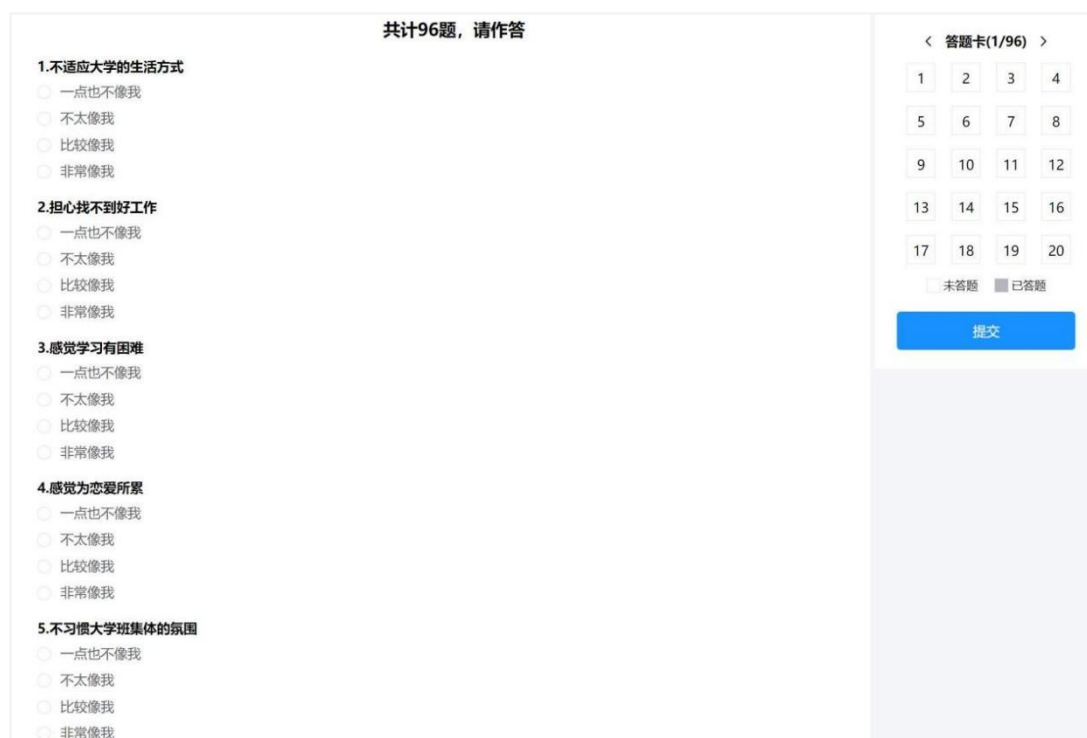 共计96题，请作答
1.不适应大学的生活方式
一点也不像我
不太像我
比较像我
非常像我
2.担心找不到好工作
一点也不像我
不太像我
比较像我
非常像我
3.感觉学习有困难
一点也不像我
不太像我
比较像我
非常像我
4.感觉为恋爱所累
一点也不像我
不太像我
比较像我
非常像我
5.不习惯大学班集体的氛围
一点也不像我
不太像我
比较像我
非常像我
< 答题卡(1/96) >
1 2 3 4
5 6 7 8
9 10 11 12
13 14 15 16
17 18 19 20
未答题 已答题
提交